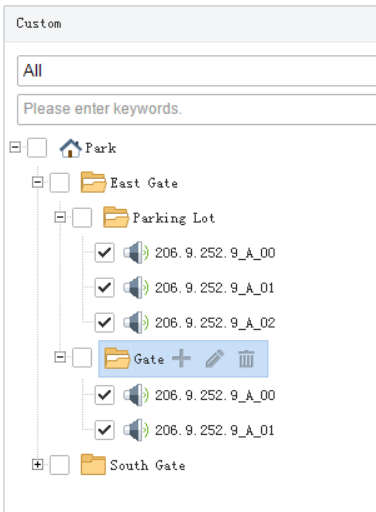 Custom
All
Please enter keywords.
Park
East Gate
Parking Lot
206.9.252.9_A_00
206.9.252.9_A_01
206.9.252.9_A_02
Gate
206.9.252.9_A_00
206.9.252.9_A_01
South Gate